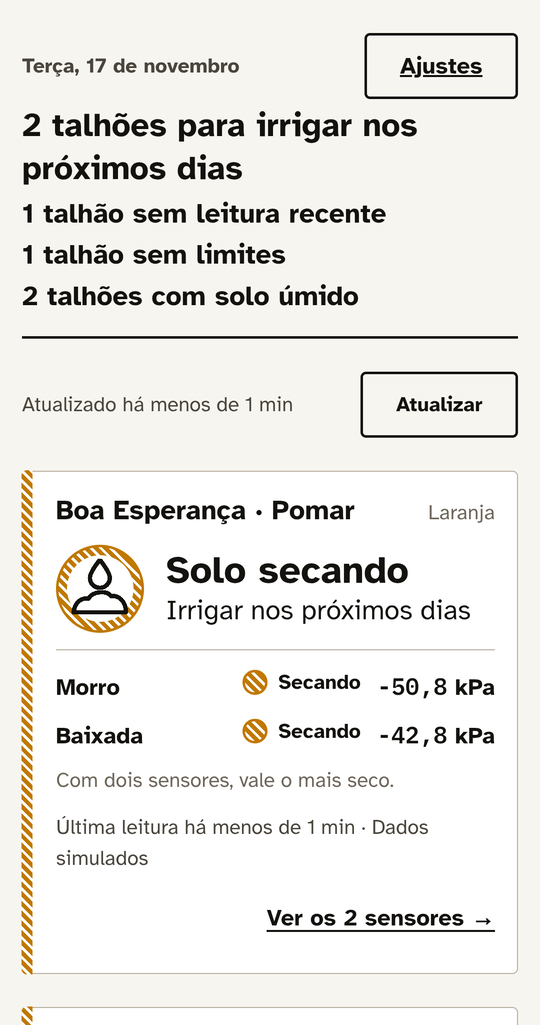 Terça, 17 de novembro
Ajustes
2 talhões para irrigar nos
próximos dias
1 talhão sem leitura recente
1 talhão sem limites
2 talhões com solo úmido
Atualizado há menos de 1 min
Atualizar
Boa Esperança · Pomar
Laranja
Solo secando
Irrigar nos próximos dias
Morro Secando -50,8 kPa
Baixada Secando -42,8 kPa
Com dois sensores, vale o mais seco.
Última leitura há menos de 1 min · Dados
simulados
Ver os 2 sensores →